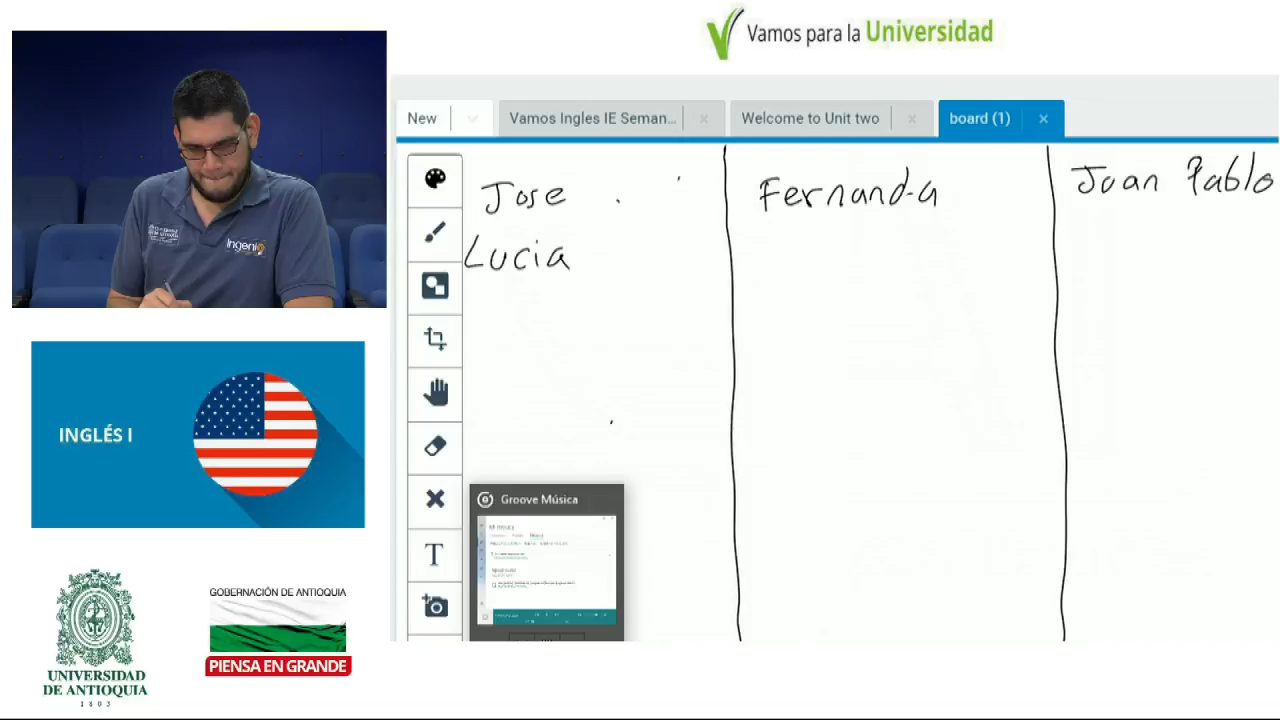 Vamos para la Universidad
New
Vamos Ingles IE Seman...
Welcome to Unit two
board (1)
Jose
Fernanda
Juan Pablo
Lucia
ingenio
INGLÉS I
Groove Música
T
GOBERNACIÓN DE ANTIOQUIA
PIENSA EN GRANDE
UNIVERSIDAD
DE ANTIOQUIA
1803